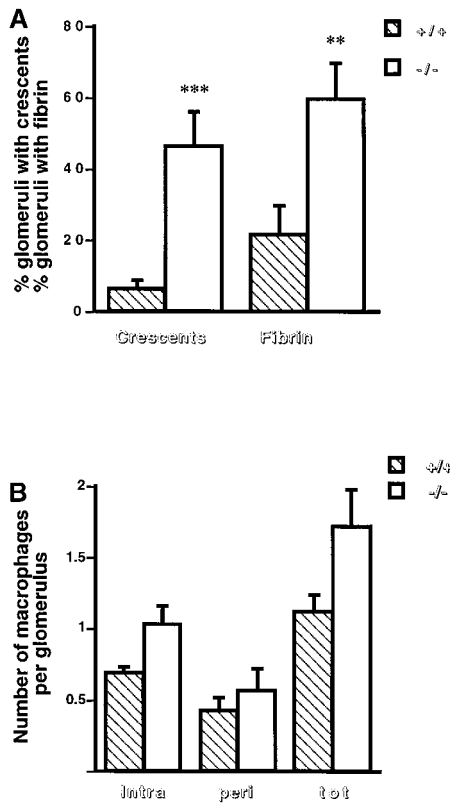 A
+/+
-/-
% glomeruli with crescents
% glomeruli with fibrin
80
60
40
20
0
***
**
Crescents
Fibrin
B
+/+
-/-
Number of macrophages
per glomerulus
2
1.5
1
0.5
Intra
peri
tot